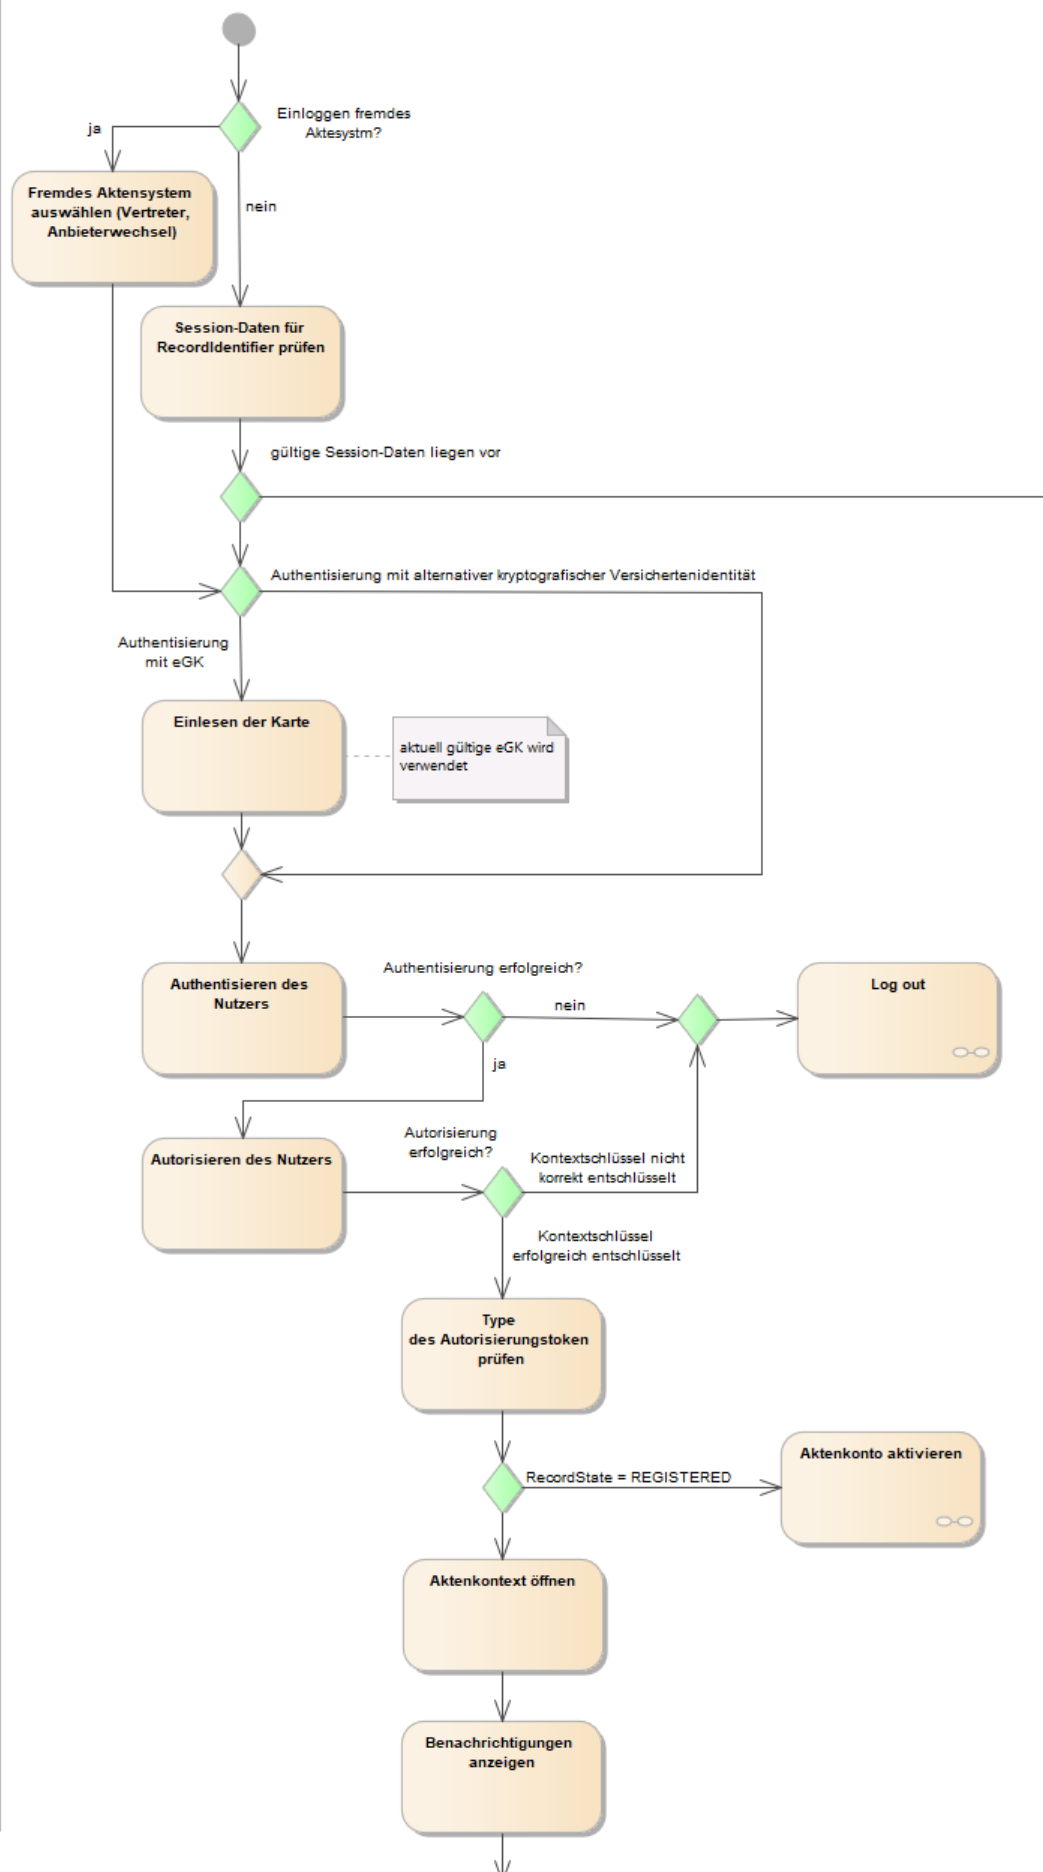 Einloggen fremdes
Aktesystm?
ja
Fremdes Aktensystem
auswählen (Vertreter,
Anbieterwechsel)
nein
Session-Daten für
RecordIdentifier prüfen
gültige Session-Daten liegen vor
Authentisierung mit alternativer kryptografischer Versichertenidentität
Authentisierung
mit eGK
Einlesen der Karte
aktuell gültige eGK wird
verwendet
Authentisieren des
Nutzers
Authentisierung erfolgreich?
nein
Log out
ja
Autorisieren des Nutzers
Autorisierung
erfolgreich?
Kontextschlüssel nicht
korrekt entschlüsselt
Kontextschlüssel
erfolgreich entschlüsselt
Type
des Autorisierungstoken
prüfen
RecordState = REGISTERED
Aktenkonto aktivieren
Aktenkontext öffnen
Benachrichtigungen
anzeigen